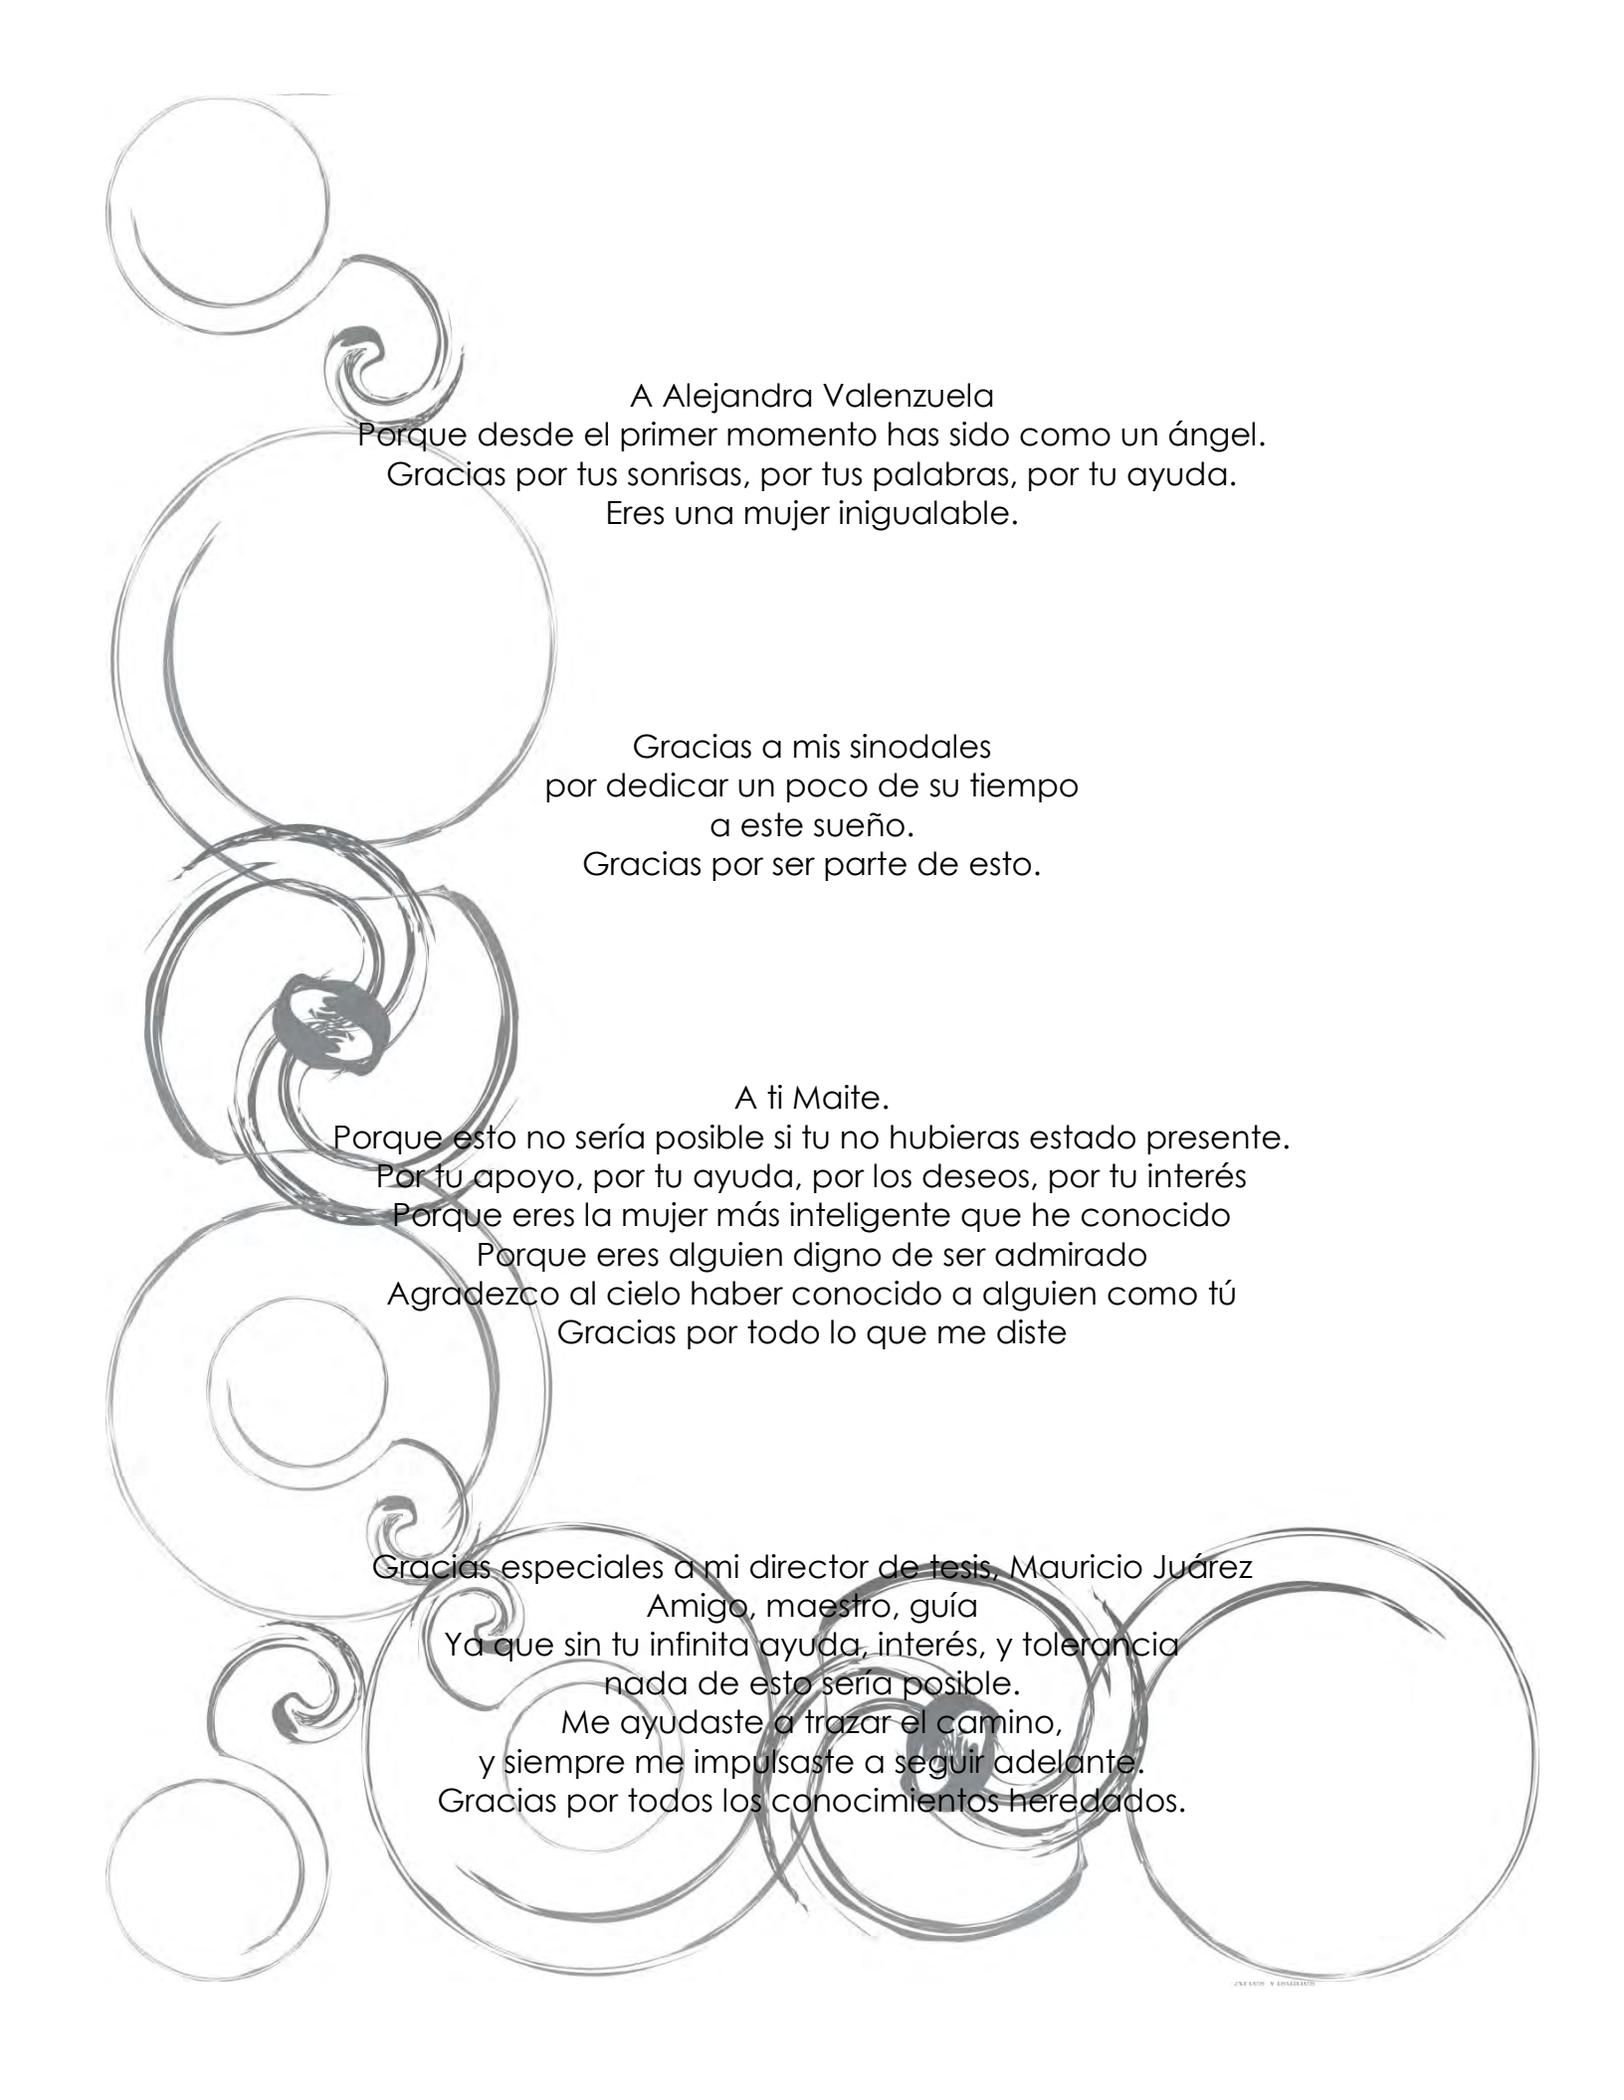 A Alejandra Valenzuela
Porque desde el primer momento has sido como un ángel.
Gracias por tus sonrisas, por tus palabras, por tu ayuda.
Eres una mujer inigualable.
Gracias a mis sinodales
por dedicar un poco de su tiempo
a este sueño.
Gracias por ser parte de esto.
A ti Maite.
Porque esto no sería posible si tu no hubieras estado presente.
Por tu apoyo, por tu ayuda, por los deseos, por tu interés
Porque eres la mujer más inteligente que he conocido
Porque eres alguien digno de ser admirado
Agradezco al cielo haber conocido a alguien como tú
Gracias por todo lo que me diste
Gracias especiales a mi director de tesis, Mauricio Juárez
Amigo, maestro, guía
Ya que sin tu infinita ayuda, interés, y tolerancia
nada de esto sería posible.
Me ayudaste a trazar el camino,
y siempre me impulsaste a seguir adelante.
Gracias por todos los conocimientos heredados.
Artes Visuales